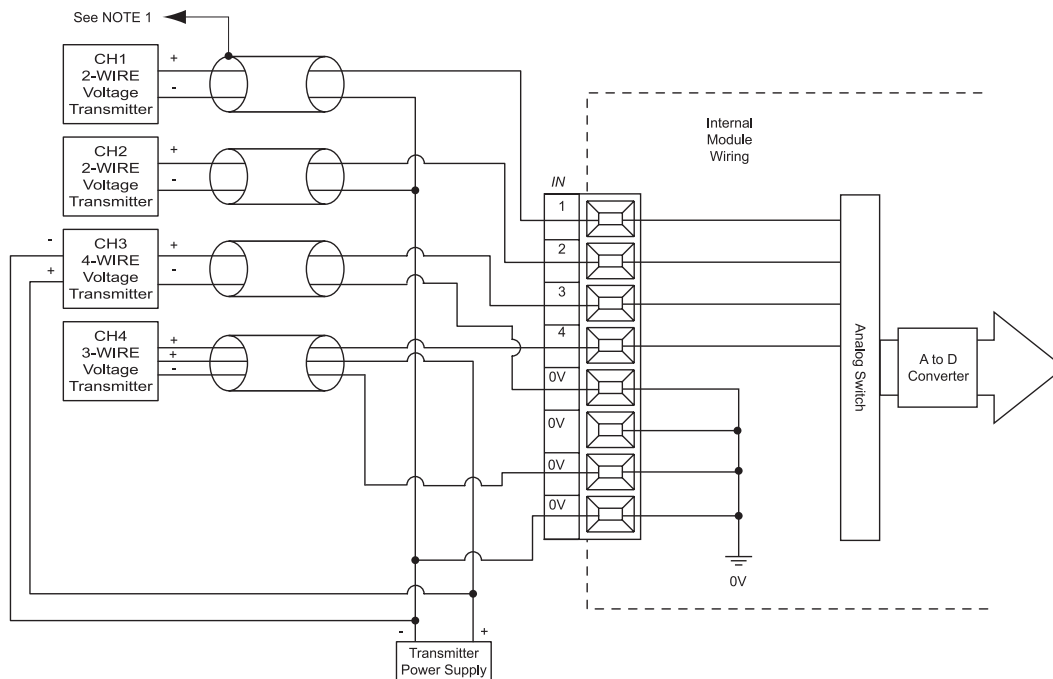 See NOTE 1
CH1
2-WIRE
Voltage
Transmitter
+
-
CH2
2-WIRE
Voltage
Transmitter
+
-
-
+
CH3
4-WIRE
Voltage
Transmitter
+
-
CH4
3-WIRE
Voltage
Transmitter
+
+
-
Internal
Module
Wiring
IN
1
2
3
4
0V
0V
0V
0V
0V
Analog Switch
A to D
Converter
-
+
Transmitter
Power Supply